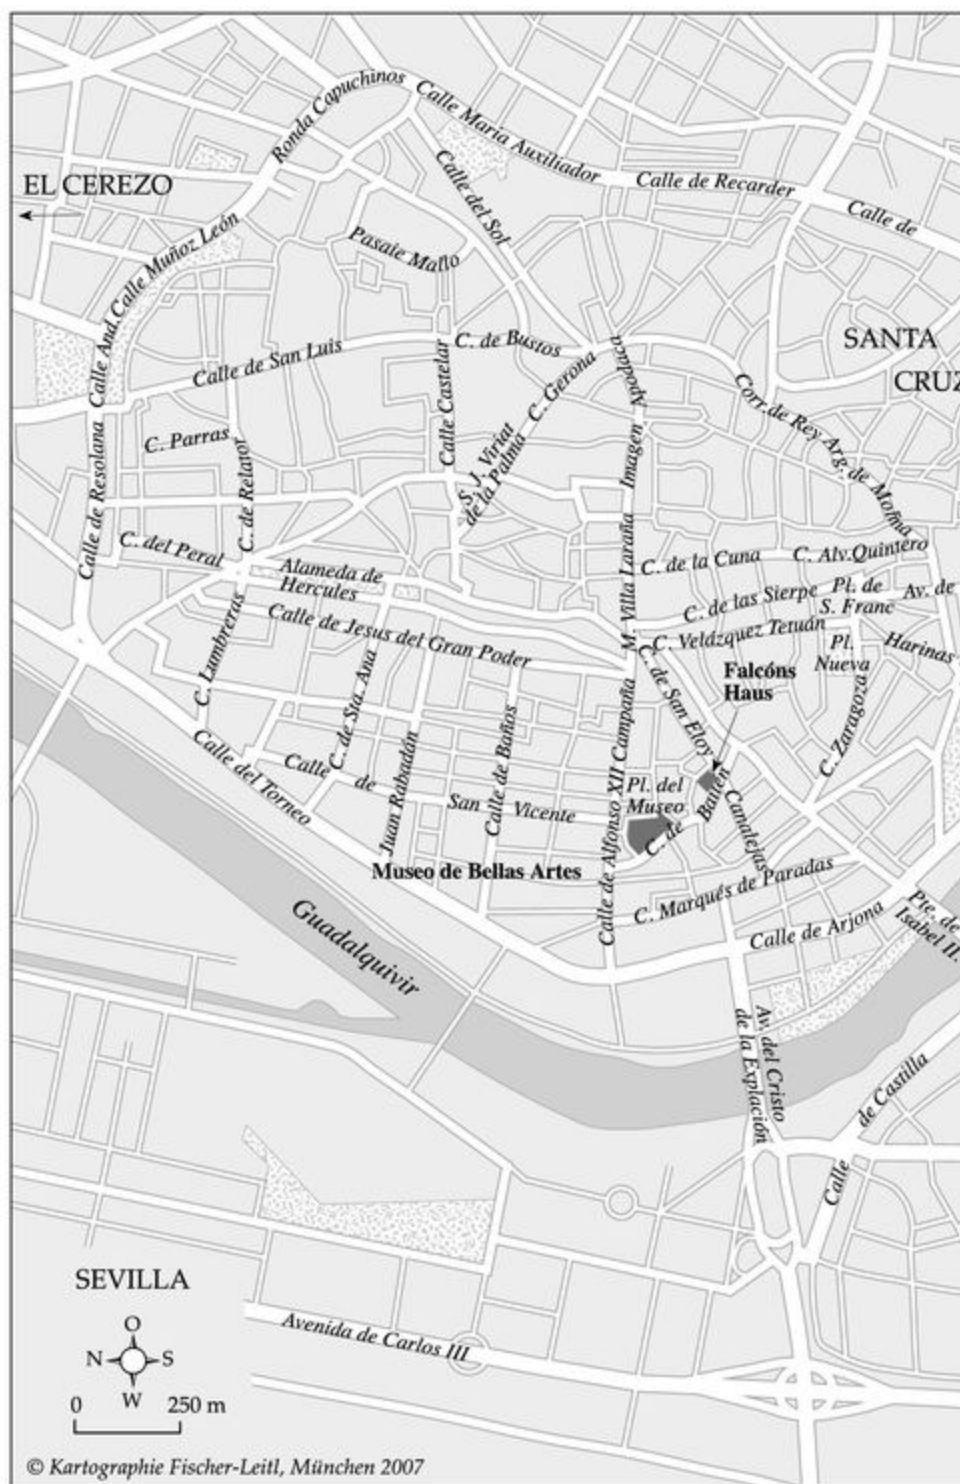 Ronda Capuchinos
Calle Maria Auxiliador
Calle de Recarder
Calle de
EL CEREZO
Calle del Sol
Calle Muñoz León
Calle And.
Pasaie Mallo
SANTA
CRUZ
Calle de San Luis
C. de Bustos
Calle Castelar
C. Gerona
Apodaca
Corr. de Rey Arg. de Molina
Calle de Resolana
C. Parras
C. de Relator
S. J. Viriat
de la Palma
Imagen
M. Villa Laraña
C. del Peral
Alameda de
Hercules
C. de la Cuna
C. Alv.Quintero
C. de las Sierpe
Pl. de
S. Franc
Av. de
C. Velázquez Tetuán
Pl.
Nueva
Harinas
C. Lumbreras
Calle de Jesus del Gran Poder
C. de Sta. Ana
C. de San Eloy
Falcóns
Haus
C. Zaragoza
Calle del Torneo
Calle de San Vicente
Juan Rabadán
Calle de Baños
Calle de Alfonso XII Campaña
Pl. del
Museo
C. de Bailén
Canalejas
Museo de Bellas Artes
C. Marqués de Paradas
Calle de Arjona
Pte. de
Isabel II.
Guadalquivir
Av. del Cristo
de la Explación
Calle de Castilla
SEVILLA
O
N S
W
0 250 m
Avenida de Carlos III
© Kartographie Fischer-Leitl, München 2007